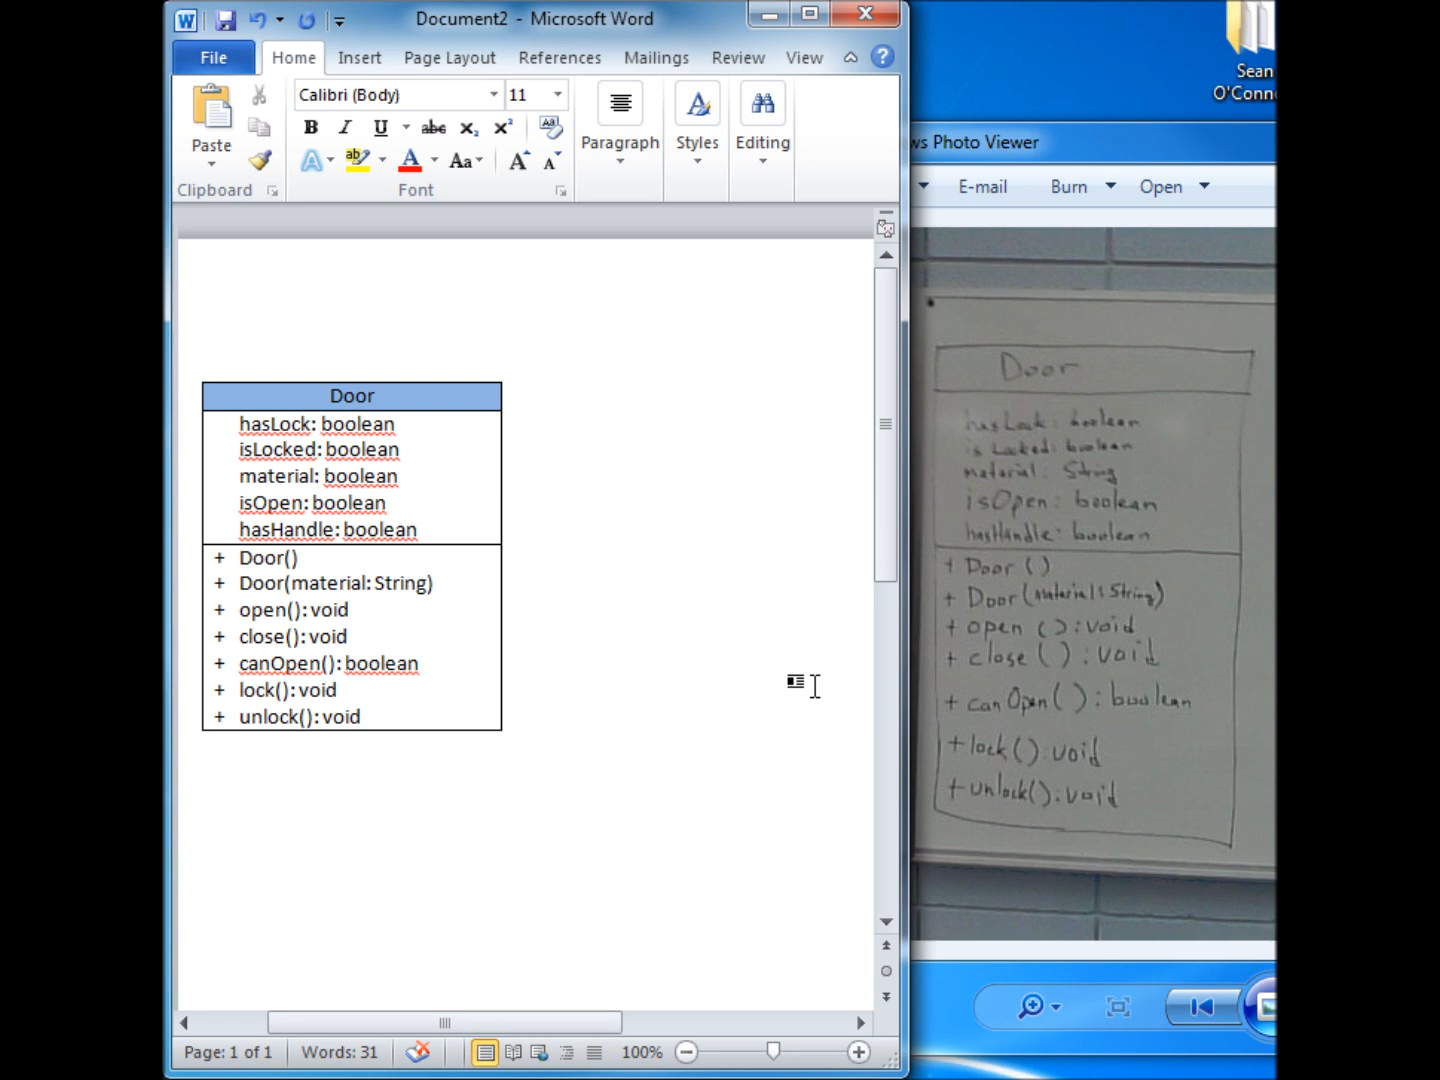 Document2 - Microsoft Word
File Home Insert Page Layout References Mailings Review View
Calibri (Body) 11
Paste
B I U abc x₂ x² Aa A A
Paragraph Styles Editing
Clipboard Font
Door
hasLock: boolean
isLocked: boolean
material: boolean
isOpen: boolean
hasHandle: boolean
+ Door()
+ Door(material: String)
+ open(): void
+ close(): void
+ canOpen(): boolean
+ lock(): void
+ unlock(): void
Page: 1 of 1 Words: 31 100%
Sean
O'Conn
ws Photo Viewer
E-mail Burn Open
Door
hasLock: boolean
isLocked: boolean
material: String
isOpen: boolean
hasHandle: boolean
+ Door ()
+ Door(material:String)
+ open (): void
+ close (): void
+ canOpen(): boolean
+lock():void
+unlock():void